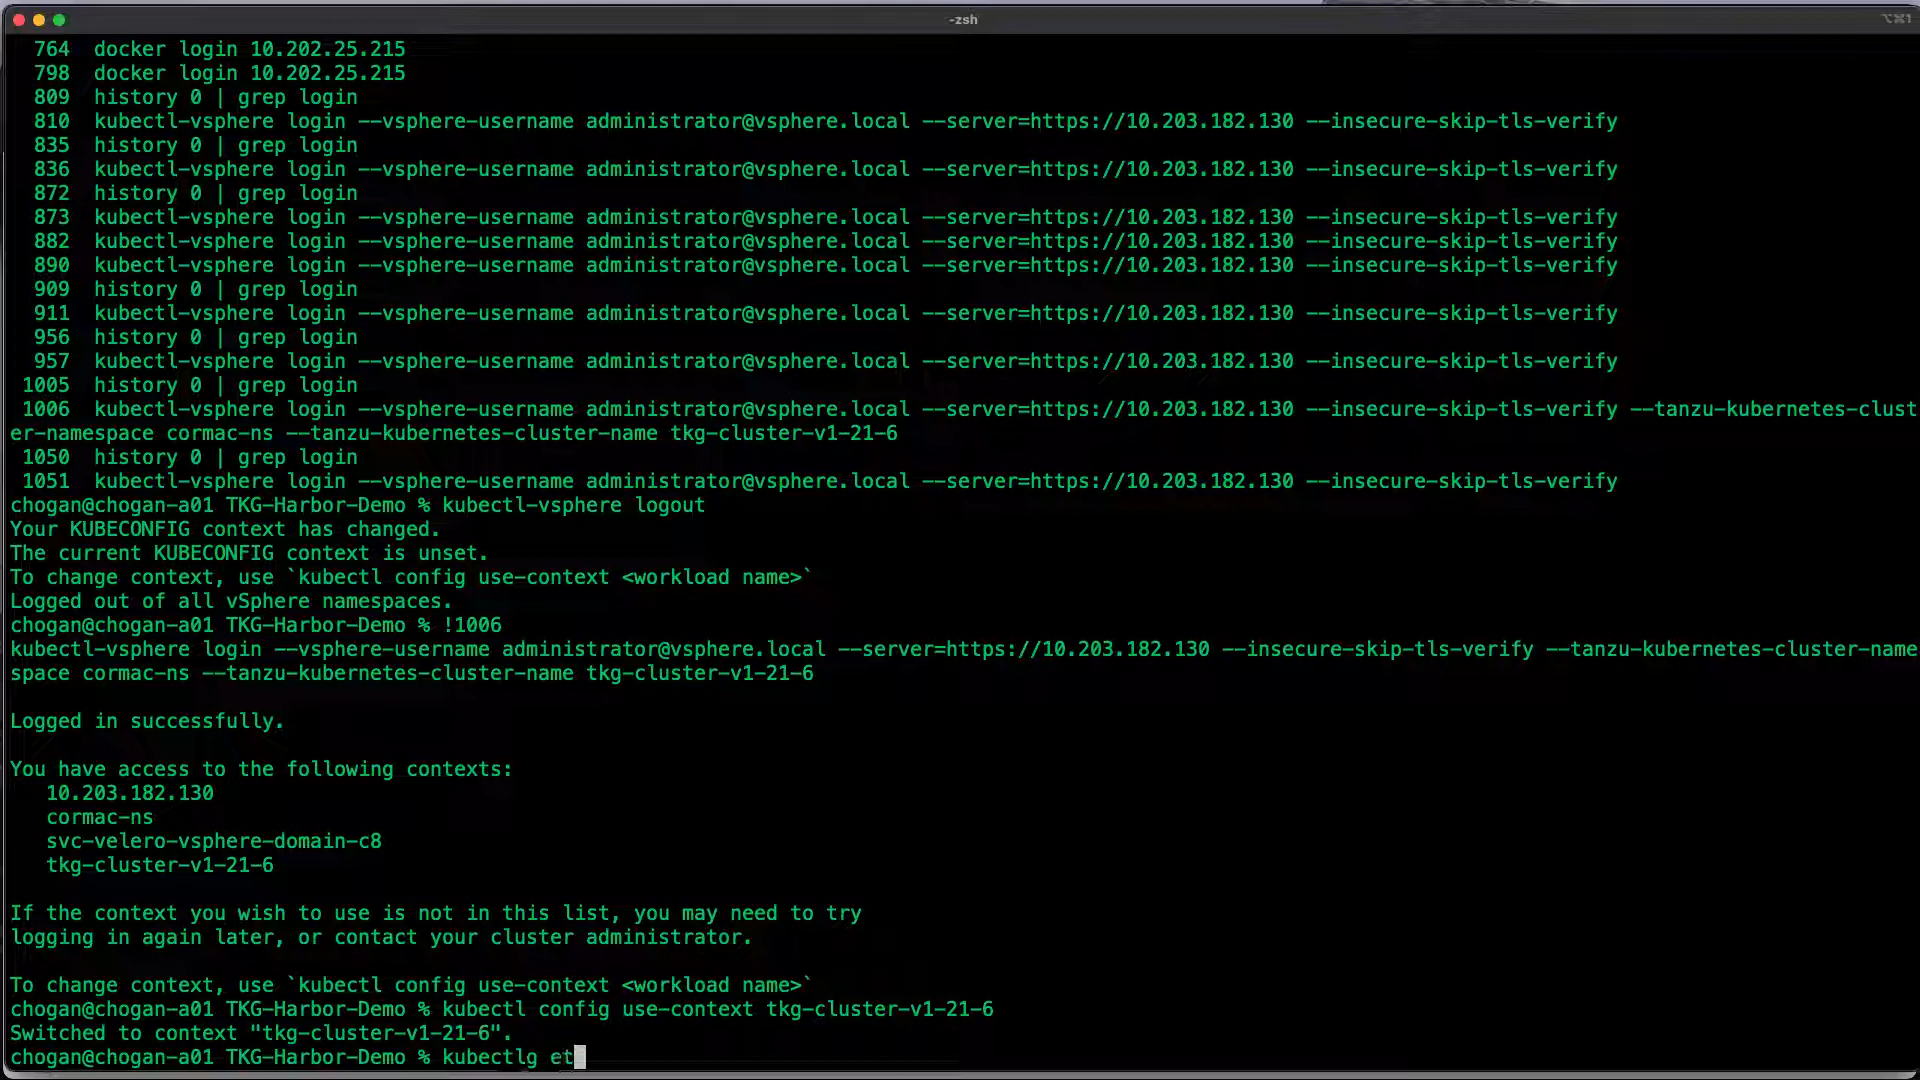 -zsh
⌥⌘1
764 docker login 10.202.25.215
798 docker login 10.202.25.215
809 history 0 | grep login
810 kubectl-vsphere login --vsphere-username administrator@vsphere.local --server=https://10.203.182.130 --insecure-skip-tls-verify
835 history 0 | grep login
836 kubectl-vsphere login --vsphere-username administrator@vsphere.local --server=https://10.203.182.130 --insecure-skip-tls-verify
872 history 0 | grep login
873 kubectl-vsphere login --vsphere-username administrator@vsphere.local --server=https://10.203.182.130 --insecure-skip-tls-verify
882 kubectl-vsphere login --vsphere-username administrator@vsphere.local --server=https://10.203.182.130 --insecure-skip-tls-verify
890 kubectl-vsphere login --vsphere-username administrator@vsphere.local --server=https://10.203.182.130 --insecure-skip-tls-verify
909 history 0 | grep login
911 kubectl-vsphere login --vsphere-username administrator@vsphere.local --server=https://10.203.182.130 --insecure-skip-tls-verify
956 history 0 | grep login
957 kubectl-vsphere login --vsphere-username administrator@vsphere.local --server=https://10.203.182.130 --insecure-skip-tls-verify
1005 history 0 | grep login
1006 kubectl-vsphere login --vsphere-username administrator@vsphere.local --server=https://10.203.182.130 --insecure-skip-tls-verify --tanzu-kubernetes-clust
er-namespace cormac-ns --tanzu-kubernetes-cluster-name tkg-cluster-v1-21-6
1050 history 0 | grep login
1051 kubectl-vsphere login --vsphere-username administrator@vsphere.local --server=https://10.203.182.130 --insecure-skip-tls-verify
chogan@chogan-a01 TKG-Harbor-Demo % kubectl-vsphere logout
Your KUBECONFIG context has changed.
The current KUBECONFIG context is unset.
To change context, use `kubectl config use-context <workload name>`
Logged out of all vSphere namespaces.
chogan@chogan-a01 TKG-Harbor-Demo % !1006
kubectl-vsphere login --vsphere-username administrator@vsphere.local --server=https://10.203.182.130 --insecure-skip-tls-verify --tanzu-kubernetes-cluster-name
space cormac-ns --tanzu-kubernetes-cluster-name tkg-cluster-v1-21-6
Logged in successfully.
You have access to the following contexts:
10.203.182.130
cormac-ns
svc-velero-vsphere-domain-c8
tkg-cluster-v1-21-6
If the context you wish to use is not in this list, you may need to try
logging in again later, or contact your cluster administrator.
To change context, use `kubectl config use-context <workload name>`
chogan@chogan-a01 TKG-Harbor-Demo % kubectl config use-context tkg-cluster-v1-21-6
Switched to context "tkg-cluster-v1-21-6".
chogan@chogan-a01 TKG-Harbor-Demo % kubectlg et